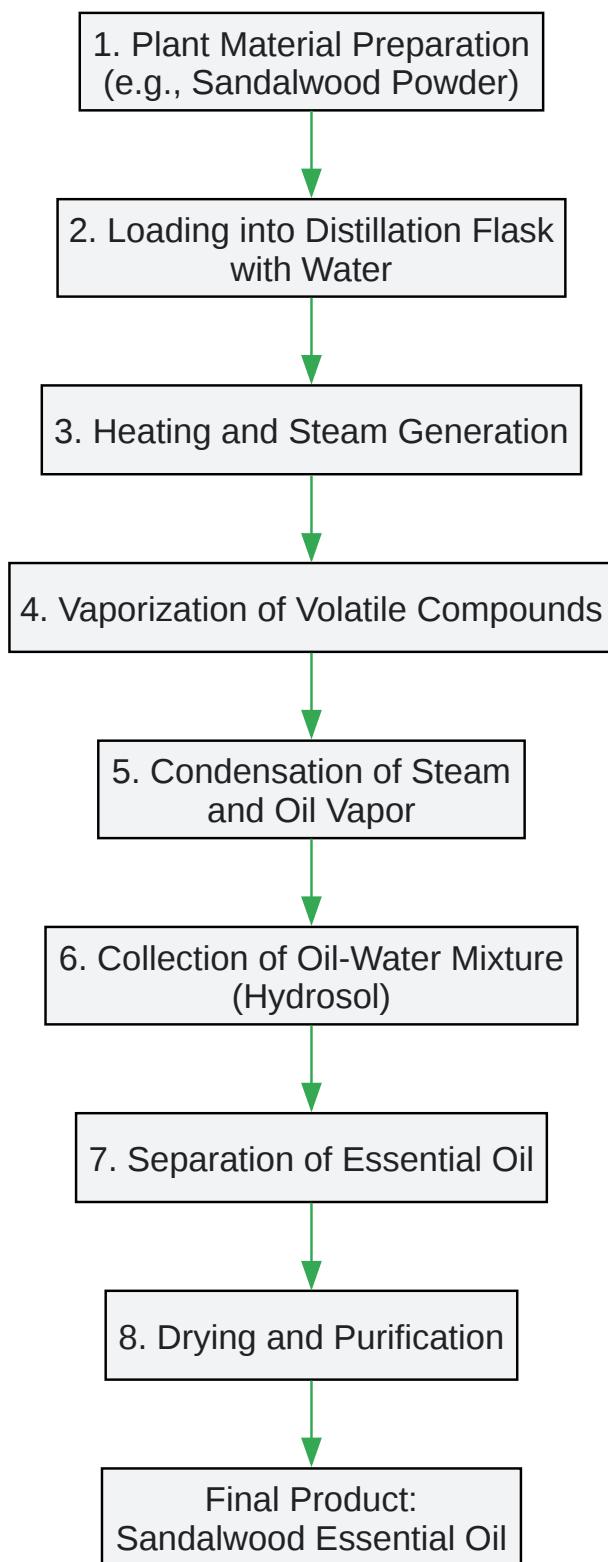 1. Plant Material Preparation
(e.g., Sandalwood Powder)
2. Loading into Distillation Flask
with Water
3. Heating and Steam Generation
4. Vaporization of Volatile Compounds
5. Condensation of Steam
and Oil Vapor
6. Collection of Oil-Water Mixture
(Hydrosol)
7. Separation of Essential Oil
8. Drying and Purification
Final Product:
Sandalwood Essential Oil